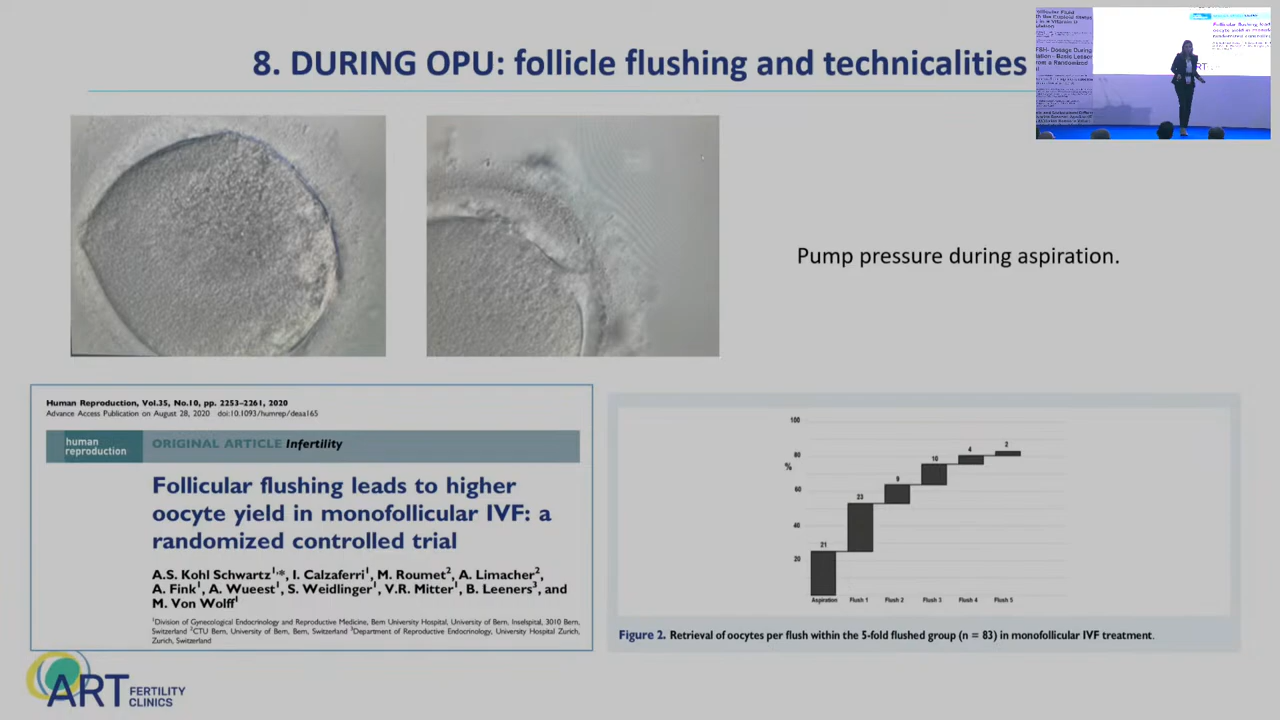 8. DURING OPU: follicle flushing and technicalities
Pump pressure during aspiration.
Human Reproduction, Vol.35, No.10, pp. 2253–2261, 2020
Advance Access Publication on August 28, 2020 doi:10.1093/humrep/deaa165
human
reproduction
ORIGINAL ARTICLE Infertility
Follicular flushing leads to higher
oocyte yield in monofollicular IVF: a
randomized controlled trial
A.S. Kohl Schwartz1,*, I. Calzaferri1, M. Roumet2, A. Limacher2,
A. Fink1, A. Wueest1, S. Weidlinger1, V.R. Mitter1, B. Leeners3, and
M. Von Wolff1
1Division of Gynecological Endocrinology and Reproductive Medicine, Bern University Hospital, University of Bern, Inselspital, 3010 Bern,
Switzerland 2CTU Bern, University of Bern, Bern, Switzerland 3Department of Reproductive Endocrinology, University Hospital Zurich,
Zurich, Switzerland
100
80
%
60
40
20
21
23
9
10
4
2
Aspiration Flush 1 Flush 2 Flush 3 Flush 4 Flush 5
Figure 2. Retrieval of oocytes per flush within the 5-fold flushed group (n = 83) in monofollicular IVF treatment.
ART FERTILITY
CLINICS